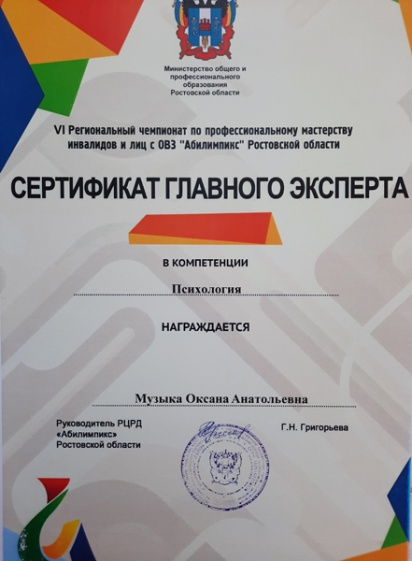 Министерство общего и
профессионального
образования
Ростовской области
VI Региональный чемпионат по профессиональному мастерству
инвалидов и лиц с ОВЗ "Абилимпикс" Ростовской области
СЕРТИФИКАТ ГЛАВНОГО ЭКСПЕРТА
В КОМПЕТЕНЦИИ
Психология
НАГРАЖДАЕТСЯ
Музыка Оксана Анатольевна
Руководитель РЦРД
«Абилимпикс»
Ростовской области
Г.Н. Григорьева